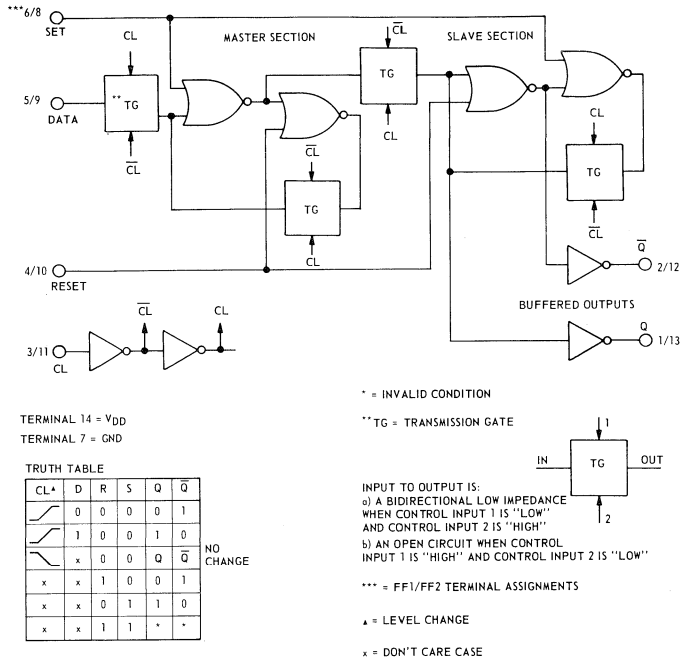 ***6/8
SET
CL
MASTER SECTION
C̅L̅
SLAVE SECTION
5/9
DATA
** TG
C̅L̅
TG
CL
C̅L̅
TG
CL
CL
TG
C̅L̅
4/10
RESET
Q̅
2/12
BUFFERED OUTPUTS
Q
1/13
3/11
CL
C̅L̅
CL
* = INVALID CONDITION
TERMINAL 14 = VDD
TERMINAL 7 = GND
** TG = TRANSMISSION GATE
1
IN
TG
OUT
2
INPUT TO OUTPUT IS:
a) A BIDIRECTIONAL LOW IMPEDANCE
WHEN CONTROL INPUT 1 IS "LOW"
AND CONTROL INPUT 2 IS "HIGH"
b) AN OPEN CIRCUIT WHEN CONTROL
INPUT 1 IS "HIGH" AND CONTROL INPUT 2 IS "LOW"
*** = FF1/FF2 TERMINAL ASSIGNMENTS
▲ = LEVEL CHANGE
x = DON'T CARE CASE
TRUTH TABLE
CL▲ D R S Q Q̅
0 0 0 0 1
1 0 0 1 0
x 0 0 Q Q̅ NO CHANGE
x x 1 0 0 1
x x 0 1 1 0
x x 1 1 * *